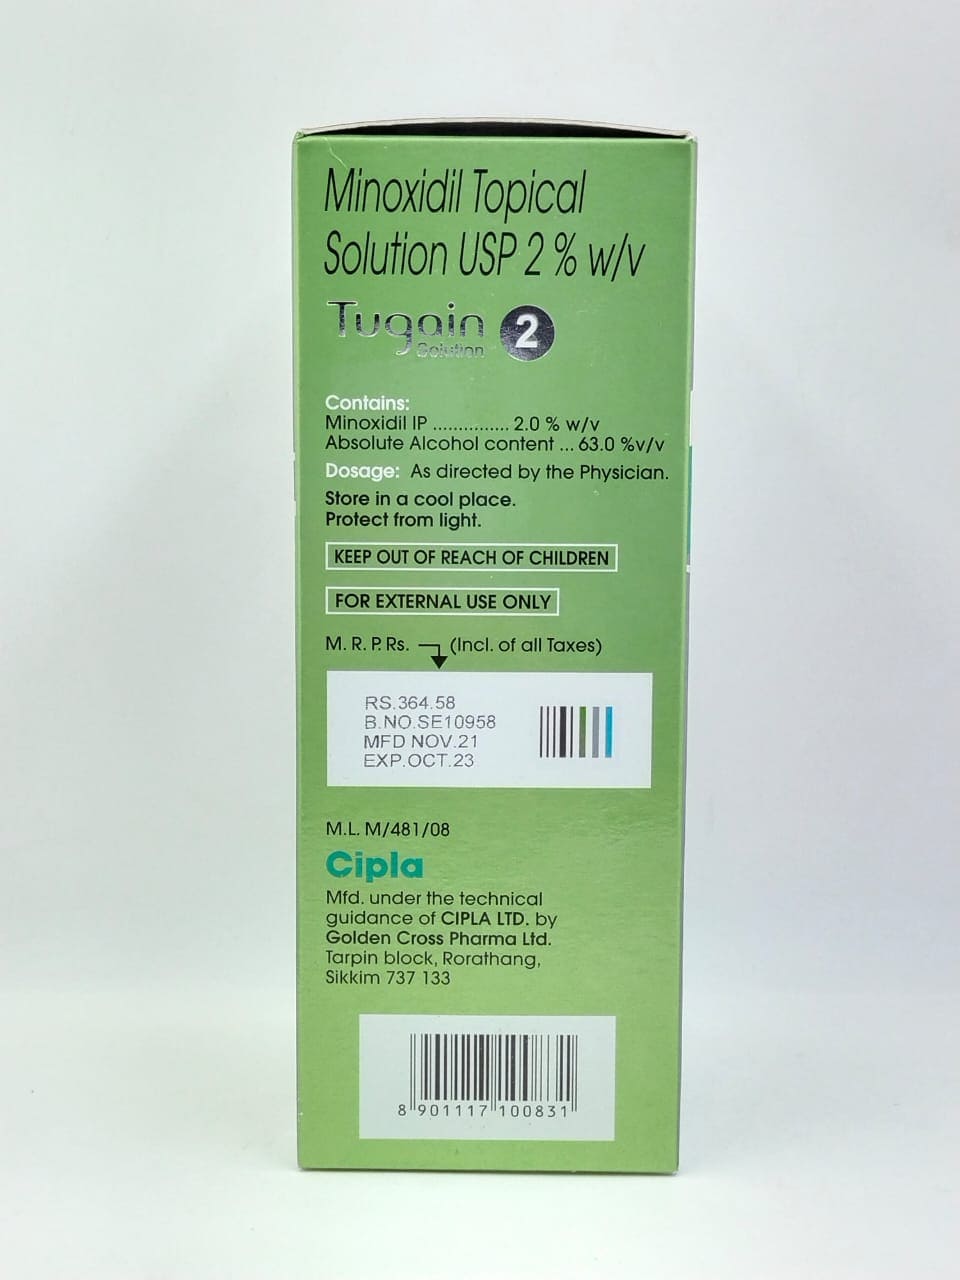 Minoxidil Topical
Solution USP 2 % w/v
Tugain 2
Solution
Contains:
Minoxidil IP ............... 2.0 % w/v
Absolute Alcohol content ... 63.0 %v/v
Dosage: As directed by the Physician.
Store in a cool place.
Protect from light.
KEEP OUT OF REACH OF CHILDREN
FOR EXTERNAL USE ONLY
M. R. P. Rs. (Incl. of all Taxes)
RS.364.58
B.NO.SE10958
MFD NOV.21
EXP.OCT.23
M.L. M/481/08
Cipla
Mfd. under the technical
guidance of CIPLA LTD. by
Golden Cross Pharma Ltd.
Tarpin block, Rorathang,
Sikkim 737 133
8 901117 100831